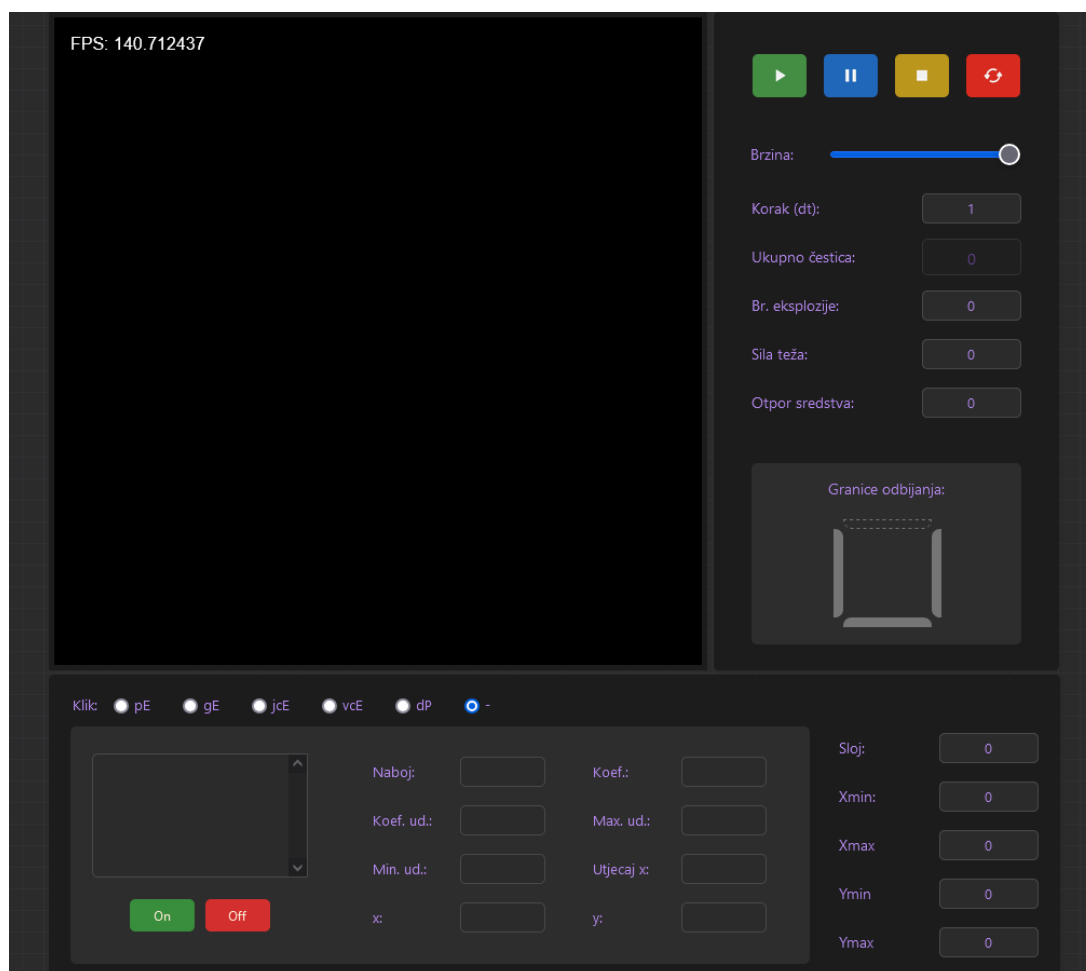 FPS: 140.712437
Brzina:
Korak (dt): 1
Ukupno čestica: 0
Br. eksplozije: 0
Sila teža: 0
Otpor sredstva: 0
Granice odbijanja:
Klik: pE gE jcE vcE dP -
Naboj: Koef.:
Koef. ud.: Max. ud.:
Min. ud.: Utjecaj x:
x: y:
On Off
Sloj: 0
Xmin: 0
Xmax 0
Ymin 0
Ymax 0